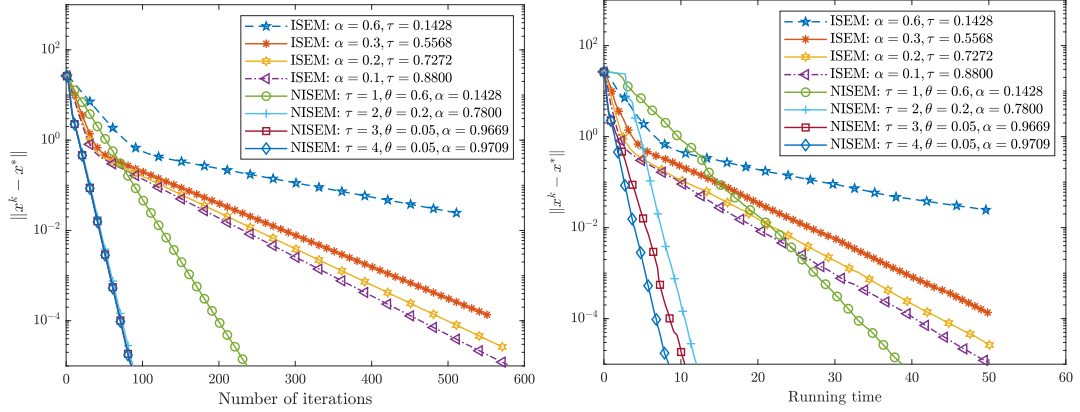 10^2
10^0
10^{-2}
10^{-4}
||x^k − x^*||
0 100 200 300 400 500 600
Number of iterations
ISEM: α = 0.6, τ = 0.1428
ISEM: α = 0.3, τ = 0.5568
ISEM: α = 0.2, τ = 0.7272
ISEM: α = 0.1, τ = 0.8800
NISEM: τ = 1, θ = 0.6, α = 0.1428
NISEM: τ = 2, θ = 0.2, α = 0.7800
NISEM: τ = 3, θ = 0.05, α = 0.9669
NISEM: τ = 4, θ = 0.05, α = 0.9709
10^2
10^0
10^{-2}
10^{-4}
||x^k − x^*||
0 10 20 30 40 50 60
Running time
ISEM: α = 0.6, τ = 0.1428
ISEM: α = 0.3, τ = 0.5568
ISEM: α = 0.2, τ = 0.7272
ISEM: α = 0.1, τ = 0.8800
NISEM: τ = 1, θ = 0.6, α = 0.1428
NISEM: τ = 2, θ = 0.2, α = 0.7800
NISEM: τ = 3, θ = 0.05, α = 0.9669
NISEM: τ = 4, θ = 0.05, α = 0.9709